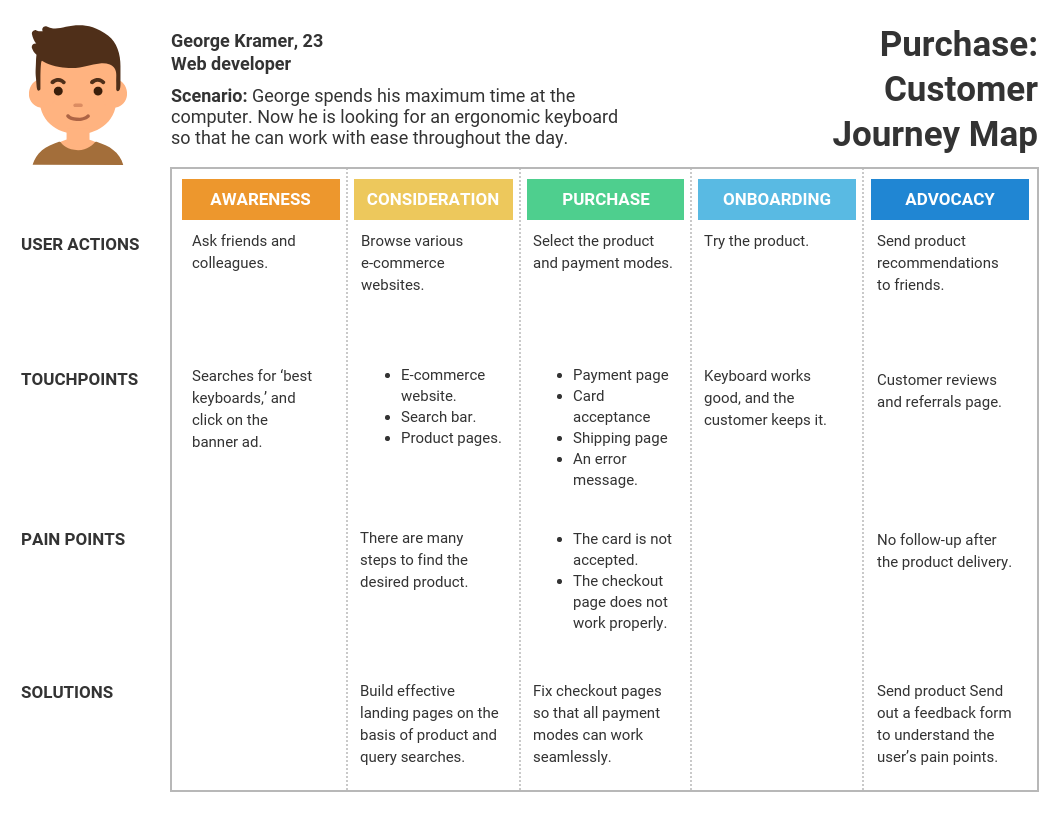 George Kramer, 23
Web developer
Scenario: George spends his maximum time at the
computer. Now he is looking for an ergonomic keyboard
so that he can work with ease throughout the day.
Purchase:
Customer
Journey Map
AWARENESS
CONSIDERATION
PURCHASE
ONBOARDING
ADVOCACY
USER ACTIONS
Ask friends and
colleagues.
Browse various
e-commerce
websites.
Select the product
and payment modes.
Try the product.
Send product
recommendations
to friends.
TOUCHPOINTS
Searches for ‘best
keyboards,’ and
click on the
banner ad.
• E-commerce
website.
• Search bar.
• Product pages.
• Payment page
• Card
acceptance
• Shipping page
• An error
message.
Keyboard works
good, and the
customer keeps it.
Customer reviews
and referrals page.
PAIN POINTS
There are many
steps to find the
desired product.
• The card is not
accepted.
• The checkout
page does not
work properly.
No follow-up after
the product delivery.
SOLUTIONS
Build effective
landing pages on the
basis of product and
query searches.
Fix checkout pages
so that all payment
modes can work
seamlessly.
Send product Send
out a feedback form
to understand the
user’s pain points.